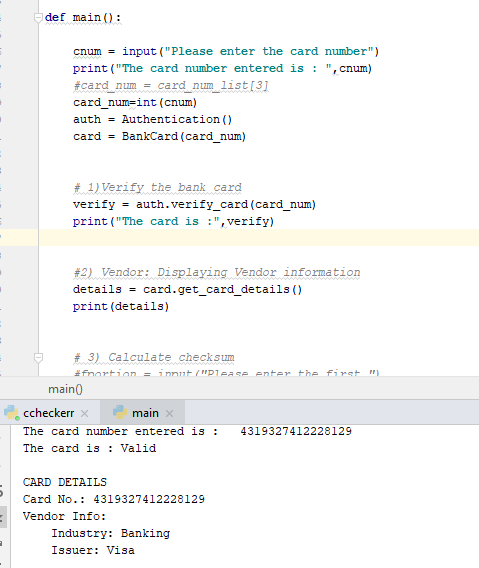 def main():
cnum = input("Please enter the card number")
print("The card number entered is : ",cnum)
#card_num = card_num_list[3]
card_num=int(cnum)
auth = Authentication()
card = BankCard(card_num)
# 1)Verify the bank card
verify = auth.verify_card(card_num)
print("The card is :",verify)
#2) Vendor: Displaying Vendor information
details = card.get_card_details()
print(details)
# 3) Calculate checksum
#fportion = input("Please enter the first ")
main()
ccheckerr × main ×
The card number entered is :   4319327412228129
The card is : Valid
CARD DETAILS
Card No.: 4319327412228129
Vendor Info:
Industry: Banking
Issuer: Visa